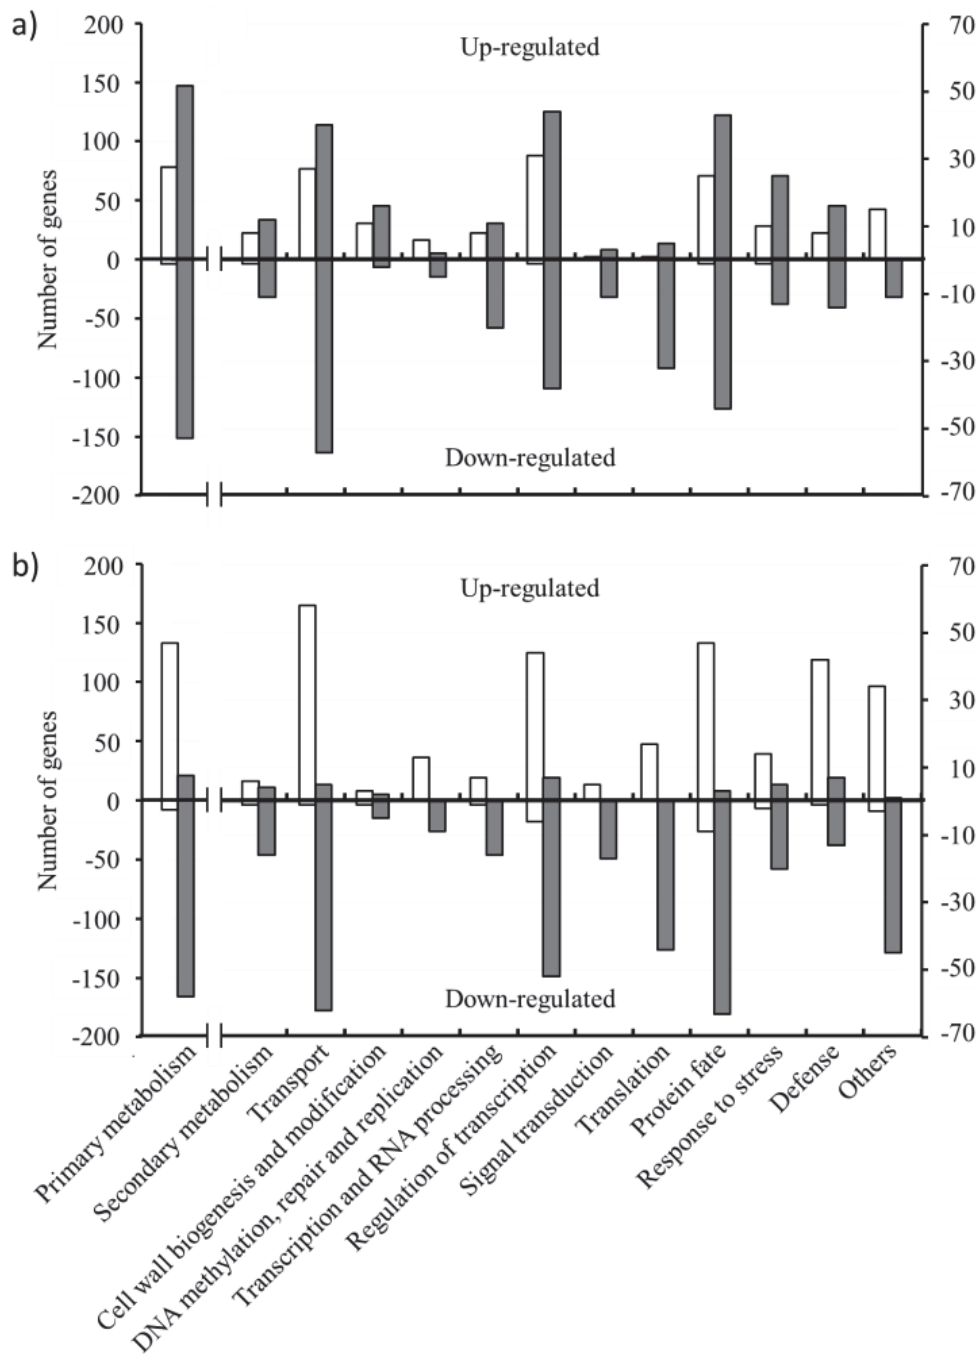 a)
200
150
100
50
0
-50
-100
-150
-200
Number of genes
Up-regulated
Down-regulated
70
50
30
10
-10
-30
-50
-70
b)
200
150
100
50
0
-50
-100
-150
-200
Number of genes
Up-regulated
Down-regulated
70
50
30
10
-10
-30
-50
-70
Primary metabolism
Secondary metabolism
Transport
Cell wall biogenesis and modification
DNA methylation, repair and replication
Transcription and RNA processing
Regulation of transcription
Signal transduction
Translation
Protein fate
Response to stress
Defense
Others